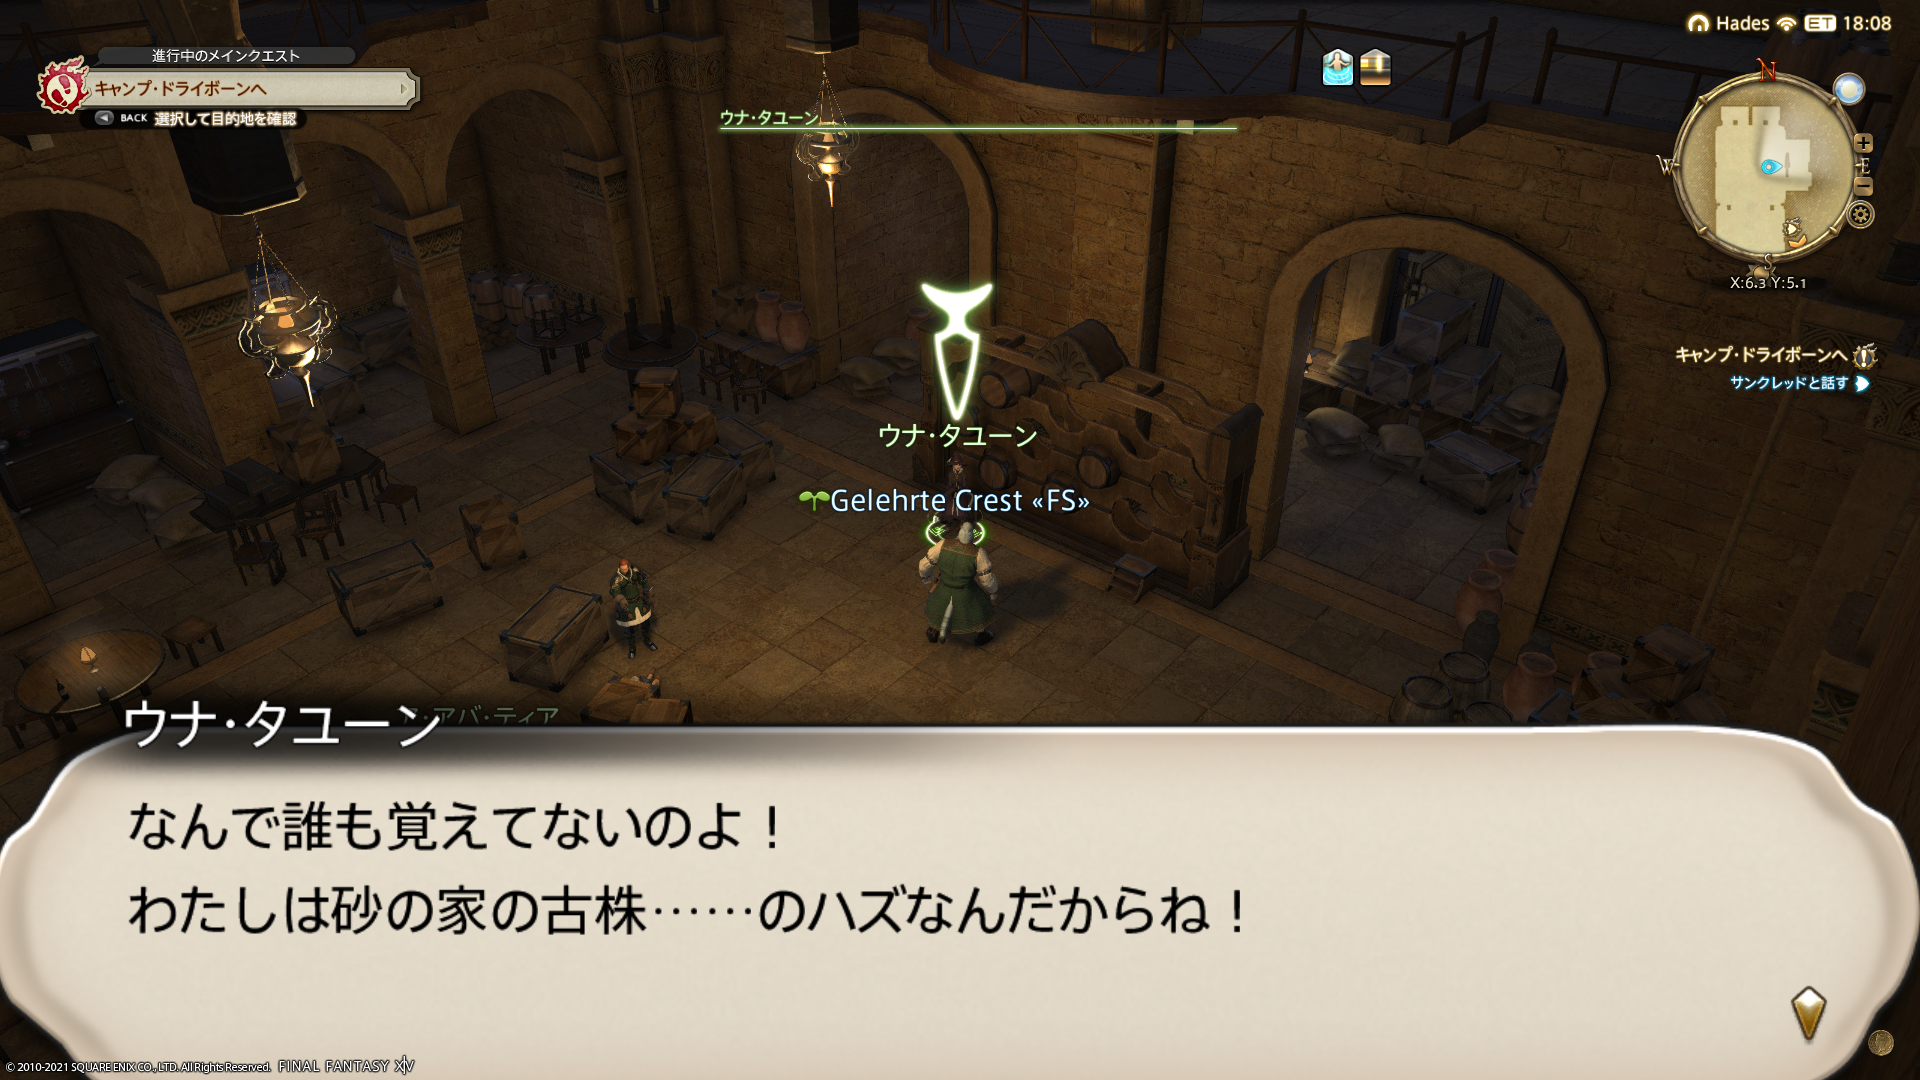 進行中のメインクエスト
キャンプ・ドライボーンへ
BACK 選択して目的地を確認
ウナ・タユーン
Hades ET 18:08
N
W
E
S
X:6.3 Y:5.1
キャンプ・ドライボーンへ
サンクレッドと話す
ウナ・タユーン
Gelehrte Crest «FS»
ア・アバ・ティア
ウナ・タユーン
なんで誰も覚えてないのよ！
わたしは砂の家の古株……のハズなんだからね！
© 2010-2021 SQUARE ENIX CO., LTD. All Rights Reserved. FINAL FANTASY XIV